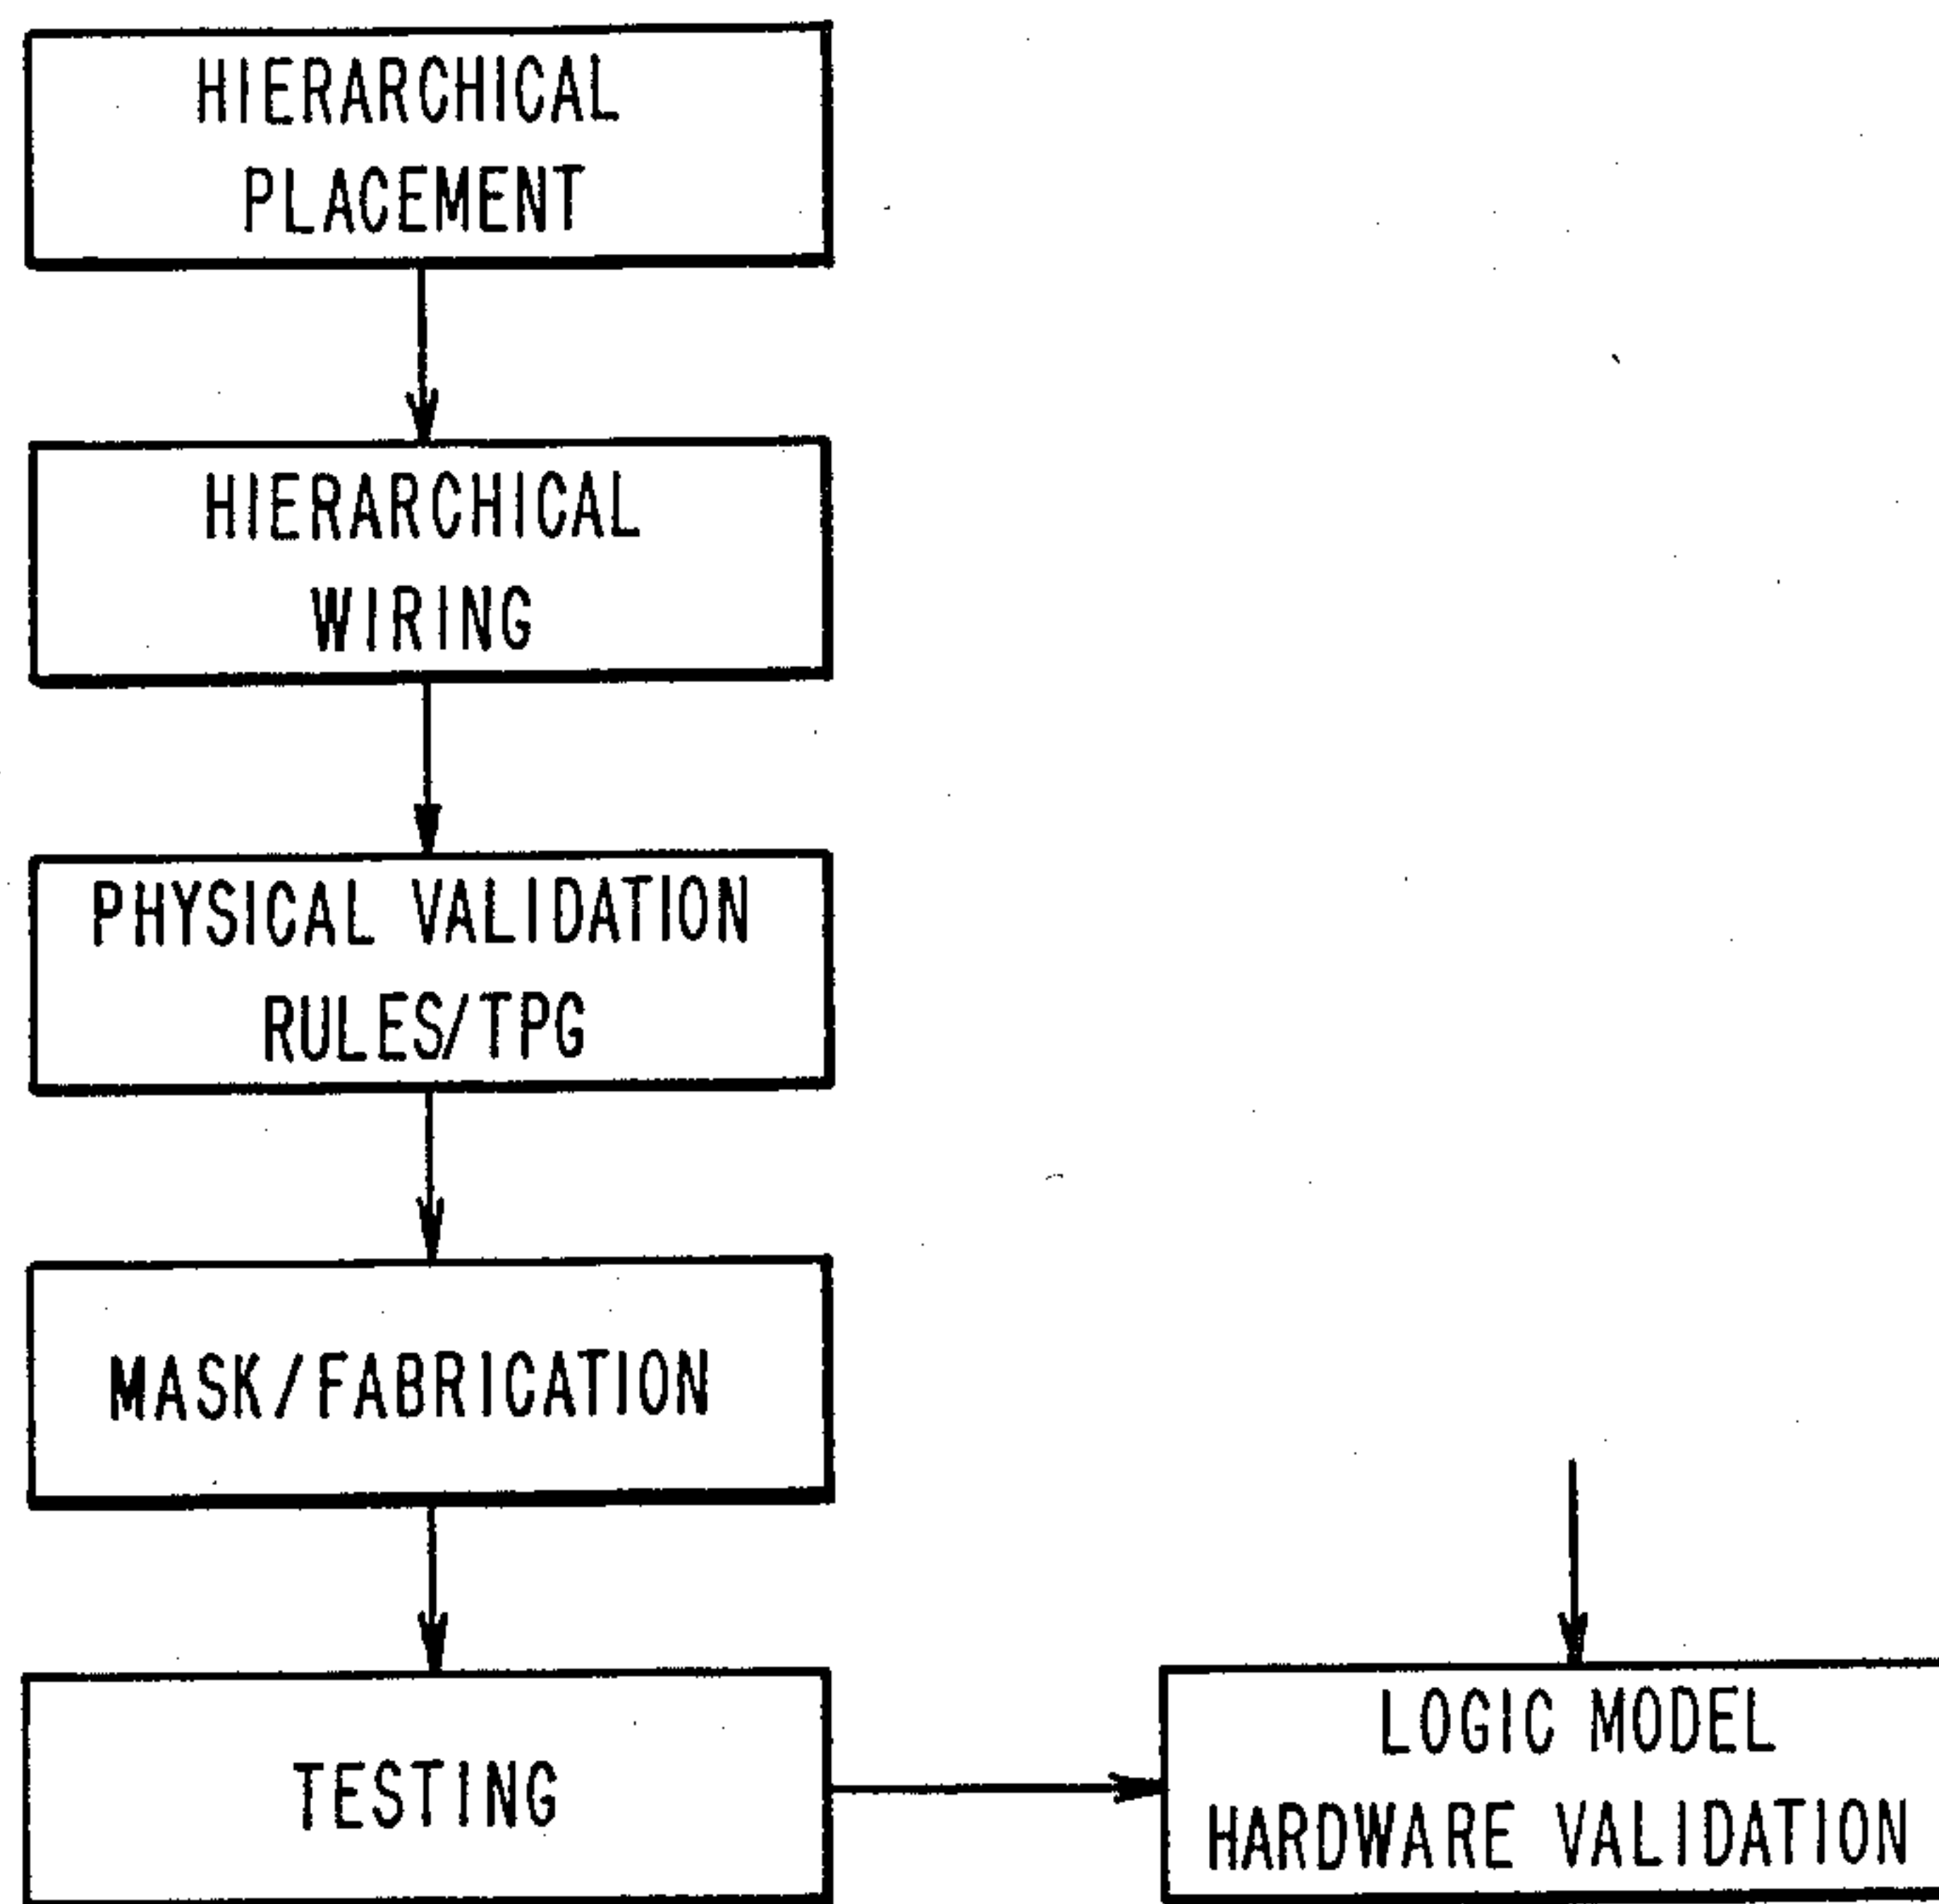 HIERARCHICAL
PLACEMENT
HIERARCHICAL
WIRING
PHYSICAL VALIDATION
RULES/TPG
MASK/FABRICATION
TESTING
LOGIC MODEL
HARDWARE VALIDATION